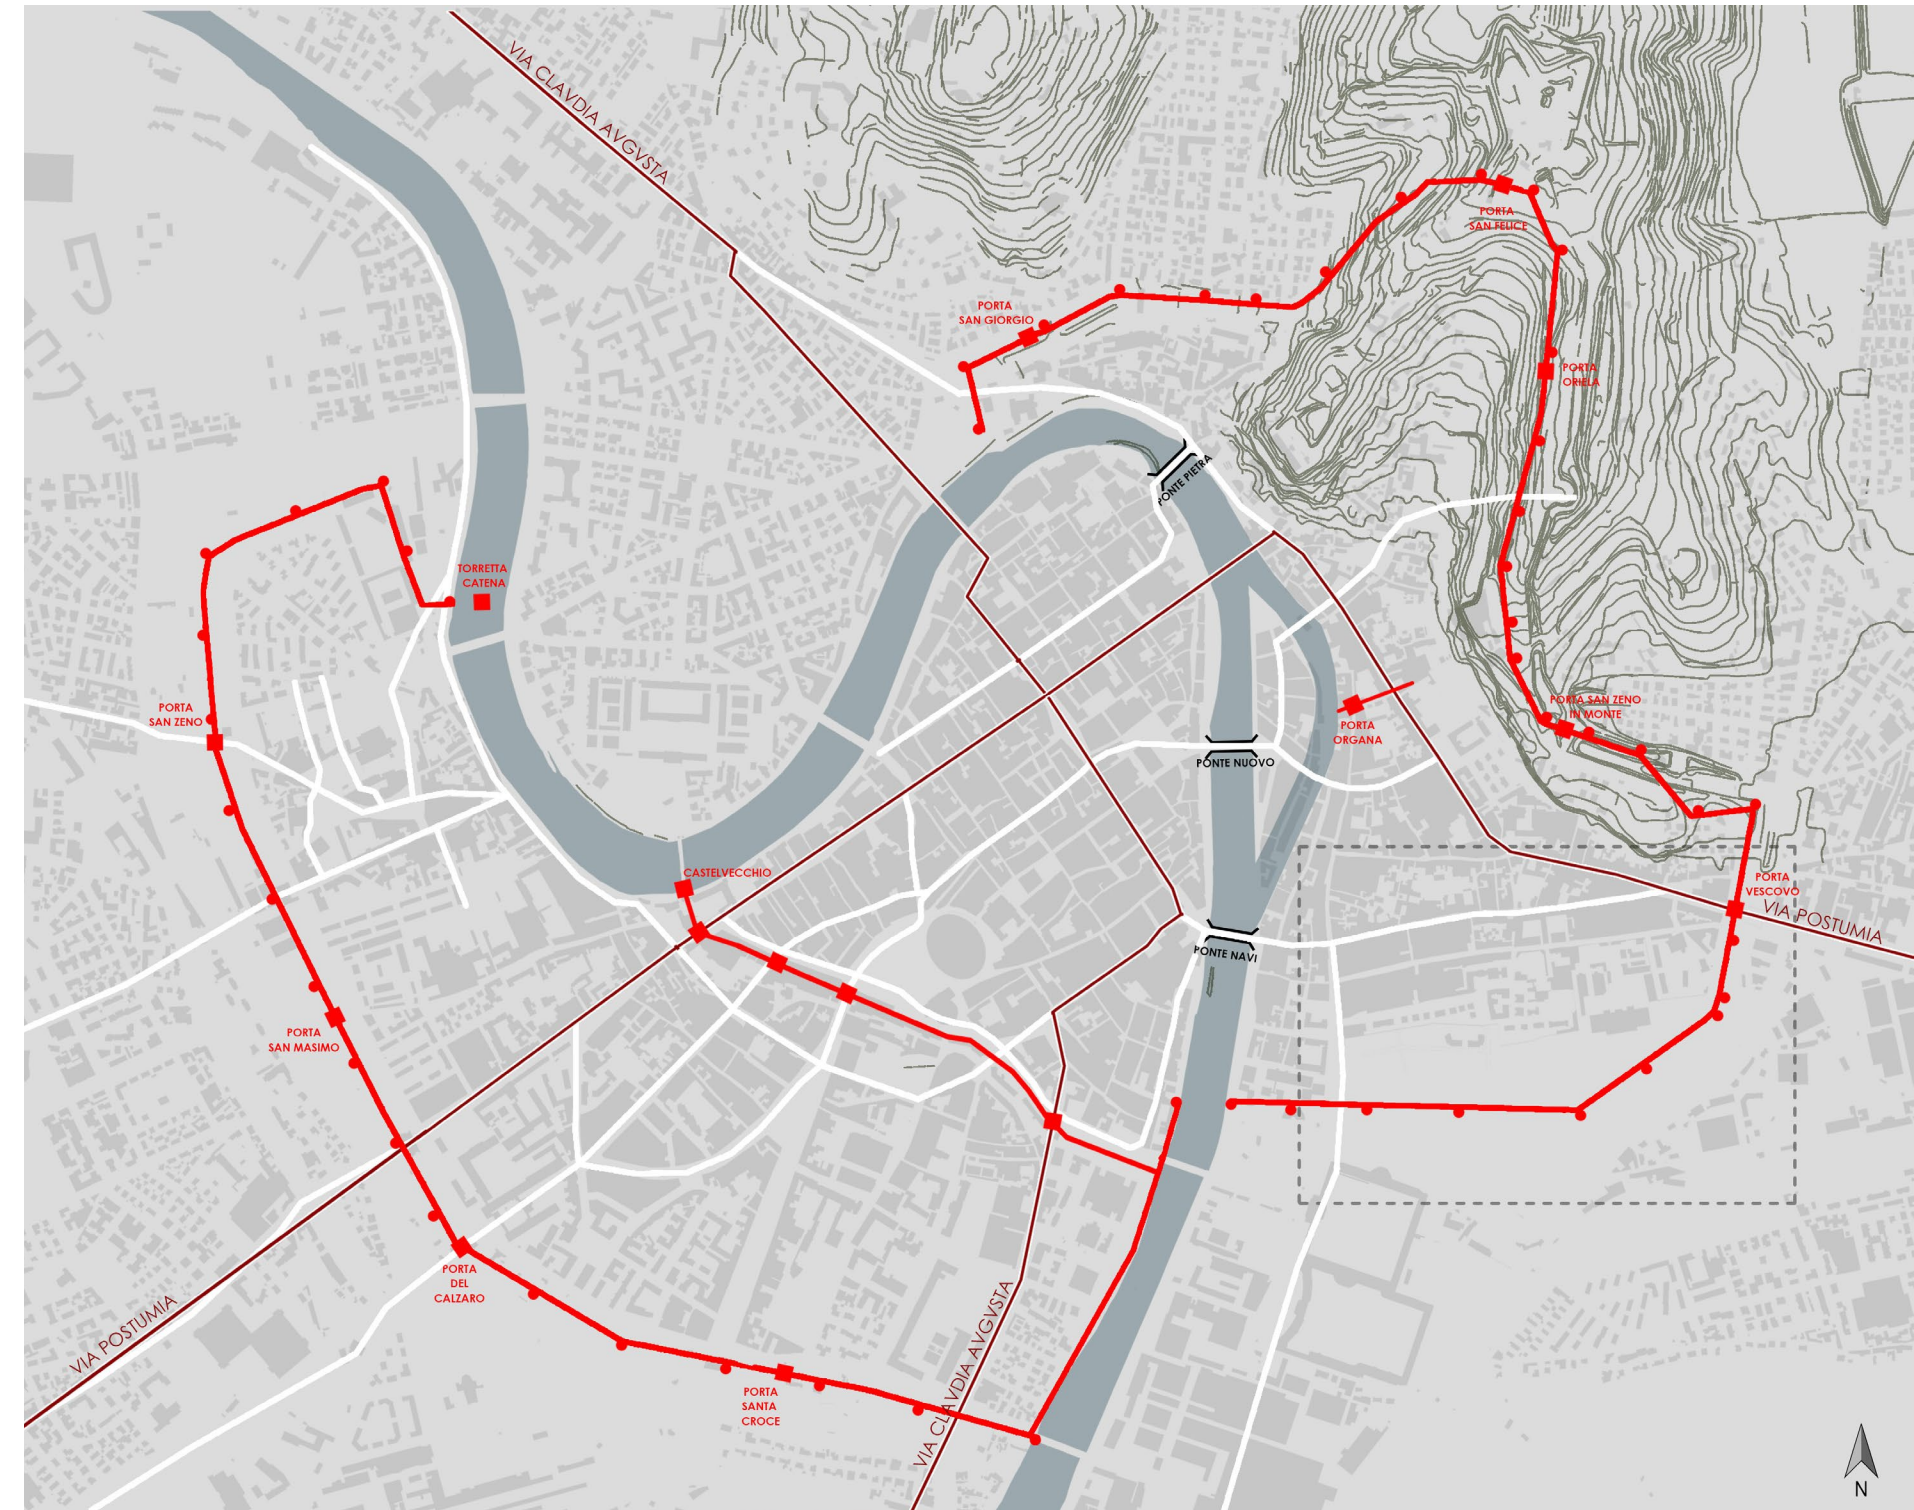 VIA CLAVDIA AVGVSTA
PORTA
SAN FELICE
PORTA
SAN GIORGIO
PORTA
ORIELA
PONTE PIETRA
TORRETTA
CATENA
PORTA
SAN ZENO
PORTA SAN ZENO
IN MONTE
PORTA
ORGANA
PONTE NUOVO
CASTELVECCHIO
PORTA
VESCOVO
VIA POSTUMIA
PONTE NAVI
PORTA
SAN MASIMO
PORTA
DEL
CALZARO
VIA POSTUMIA
VIA CLAVDIA AVGVSTA
PORTA
SANTA
CROCE
N